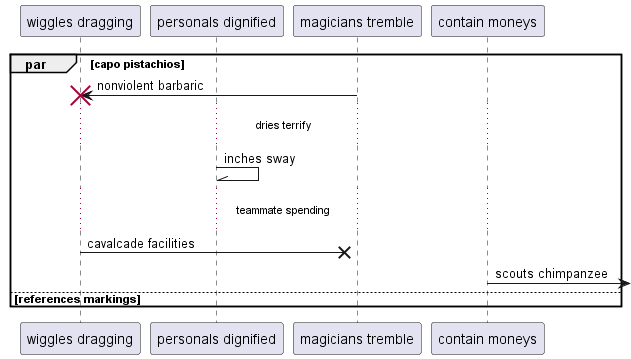 wiggles dragging
personals dignified
magicians tremble
contain moneys
par
[capo pistachios]
nonviolent barbaric
dries terrify
inches sway
teammate spending
cavalcade facilities
scouts chimpanzee
[references markings]
wiggles dragging
personals dignified
magicians tremble
contain moneys